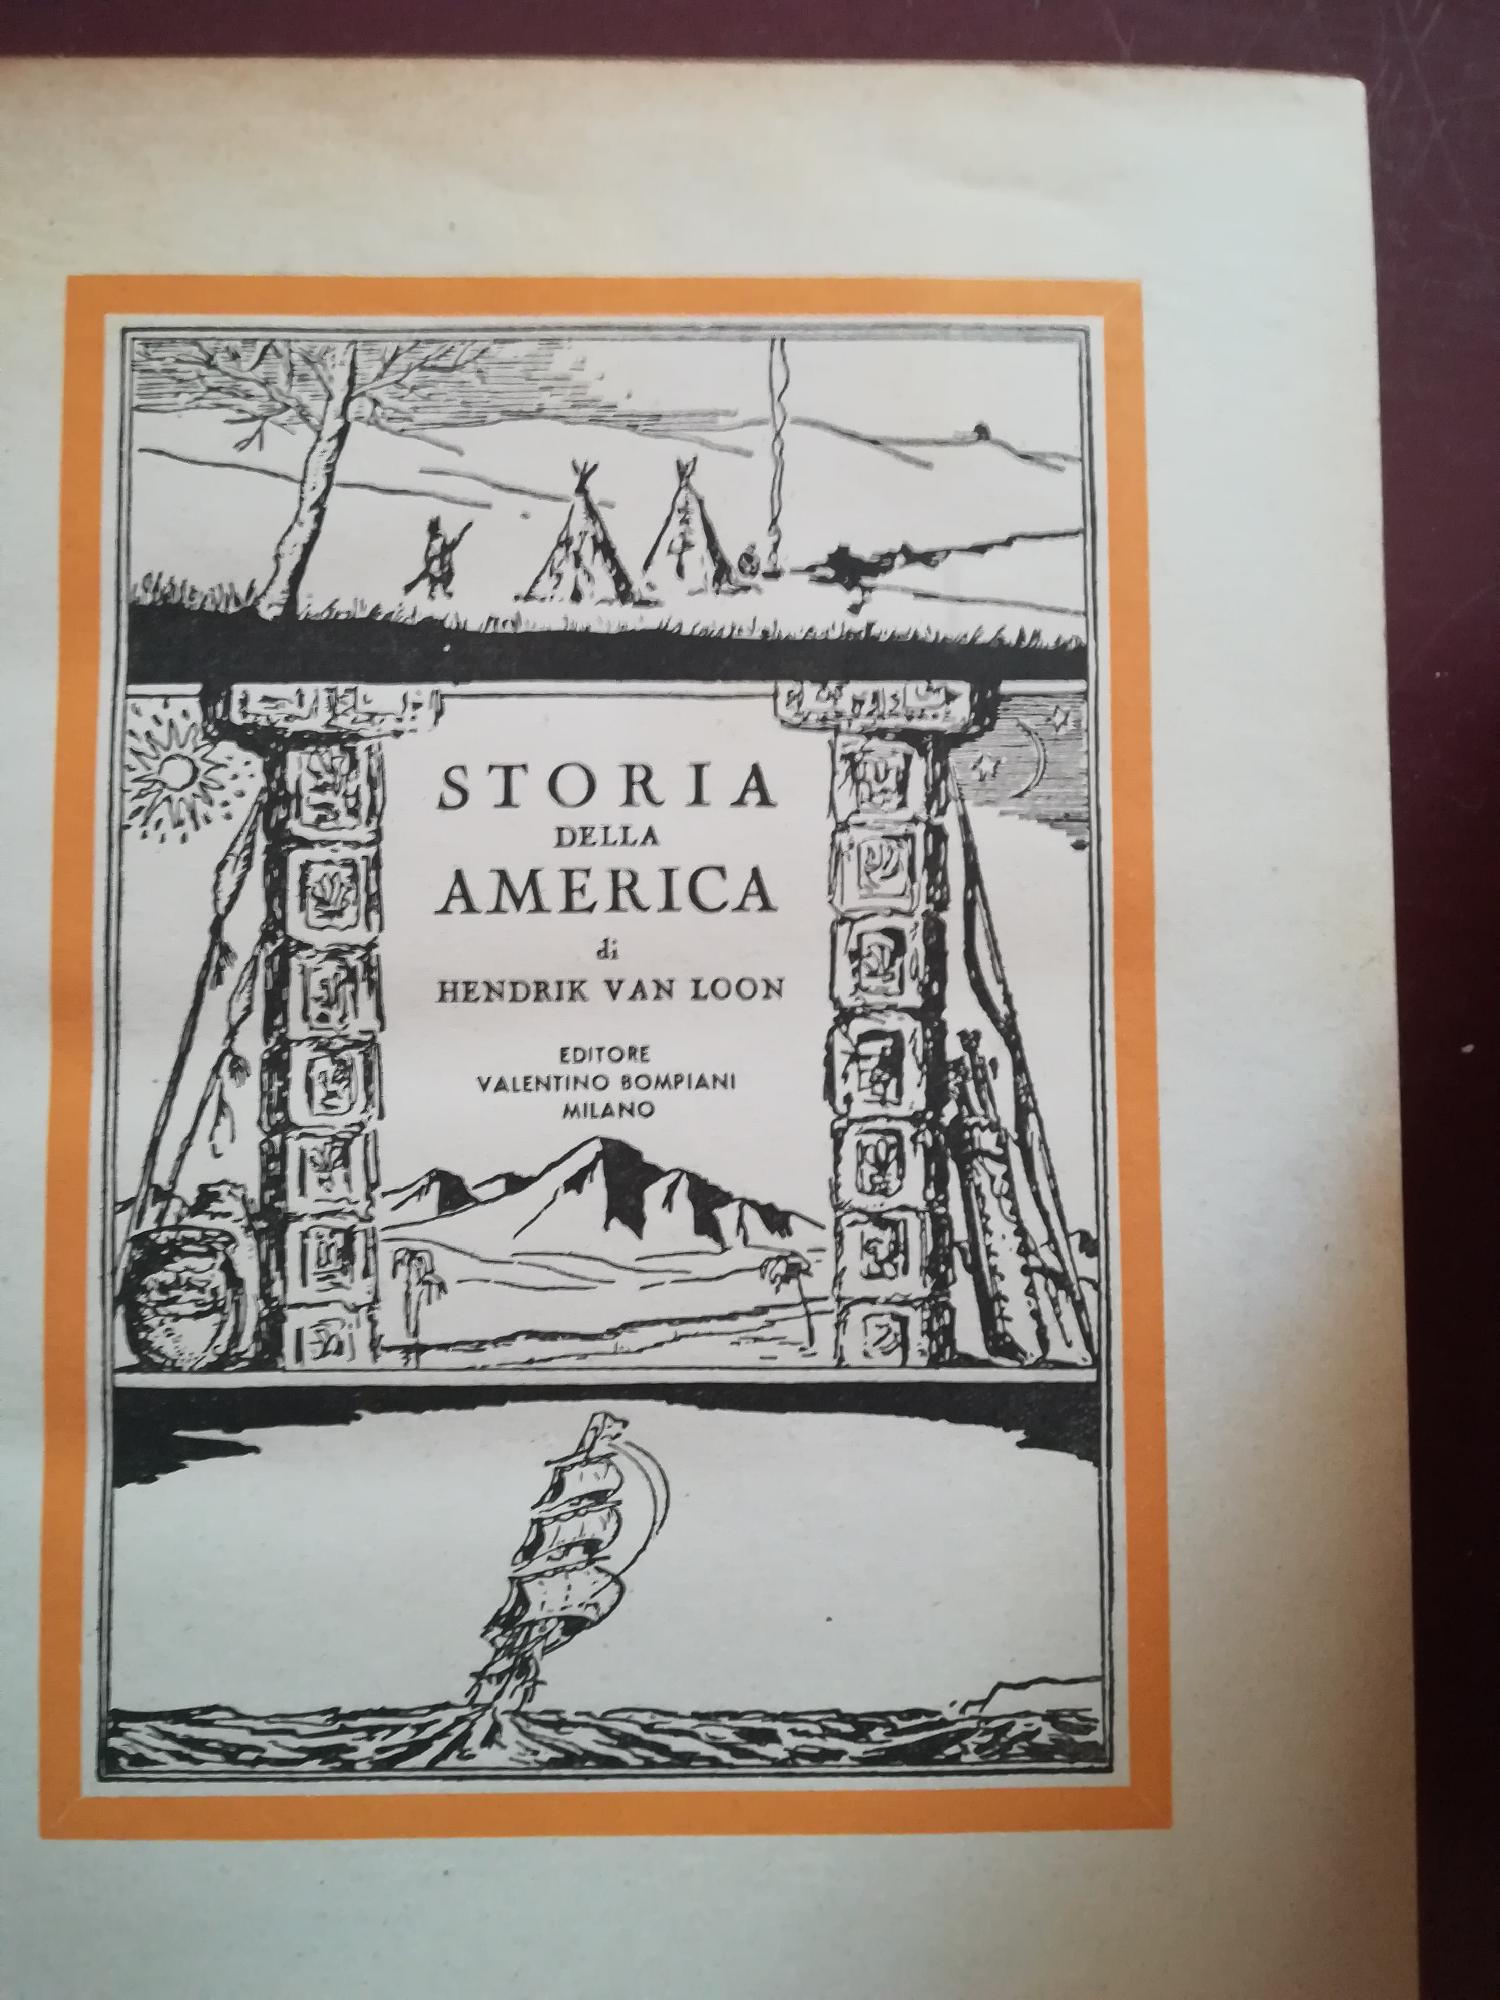 STORIA
DELLA
AMERICA
di
HENDRIK VAN LOON
EDITORE
VALENTINO BOMPIANI
MILANO